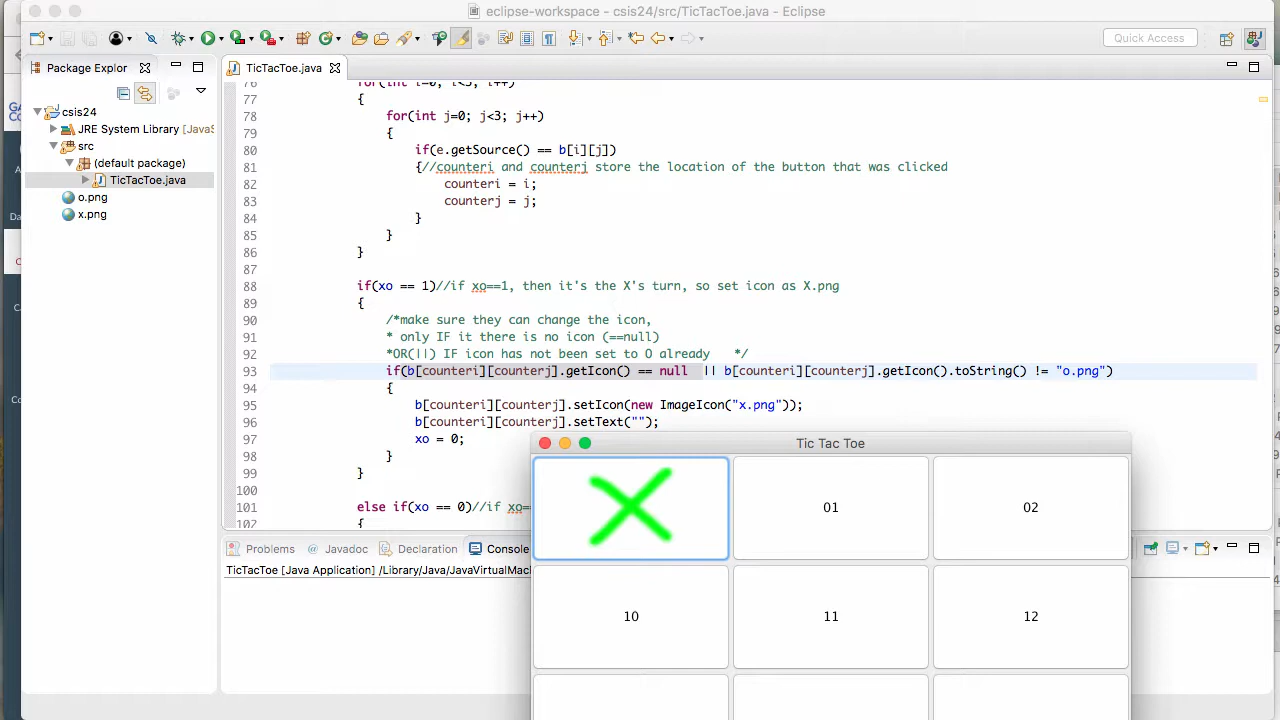 eclipse-workspace - csis24/src/TicTacToe.java - Eclipse
Quick Access
Package Explor
TicTacToe.java
csis24
JRE System Library [JavaS
src
(default package)
TicTacToe.java
o.png
x.png
76 for(int i=0; i<3; i++)
77 {
78 for(int j=0; j<3; j++)
79 {
80 if(e.getSource() == b[i][j])
81 {//counteri and counterj store the location of the button that was clicked
82 counteri = i;
83 counterj = j;
84 }
85 }
86 }
87
88 if(xo == 1)//if xo==1, then it's the X's turn, so set icon as X.png
89 {
90 /*make sure they can change the icon,
91 * only IF it there is no icon (==null)
92 *OR(||) IF icon has not been set to O already */
93 if(b[counteri][counterj].getIcon() == null || b[counteri][counterj].getIcon().toString() != "o.png")
94 {
95 b[counteri][counterj].setIcon(new ImageIcon("x.png"));
96 b[counteri][counterj].setText("");
97 xo = 0;
98 }
99 }
100
101 else if(xo == 0)//if xo=
102 {
Problems
@ Javadoc
Declaration
Console
TicTacToe [Java Application] /Library/Java/JavaVirtualMac
Tic Tac Toe
01
02
10
11
12